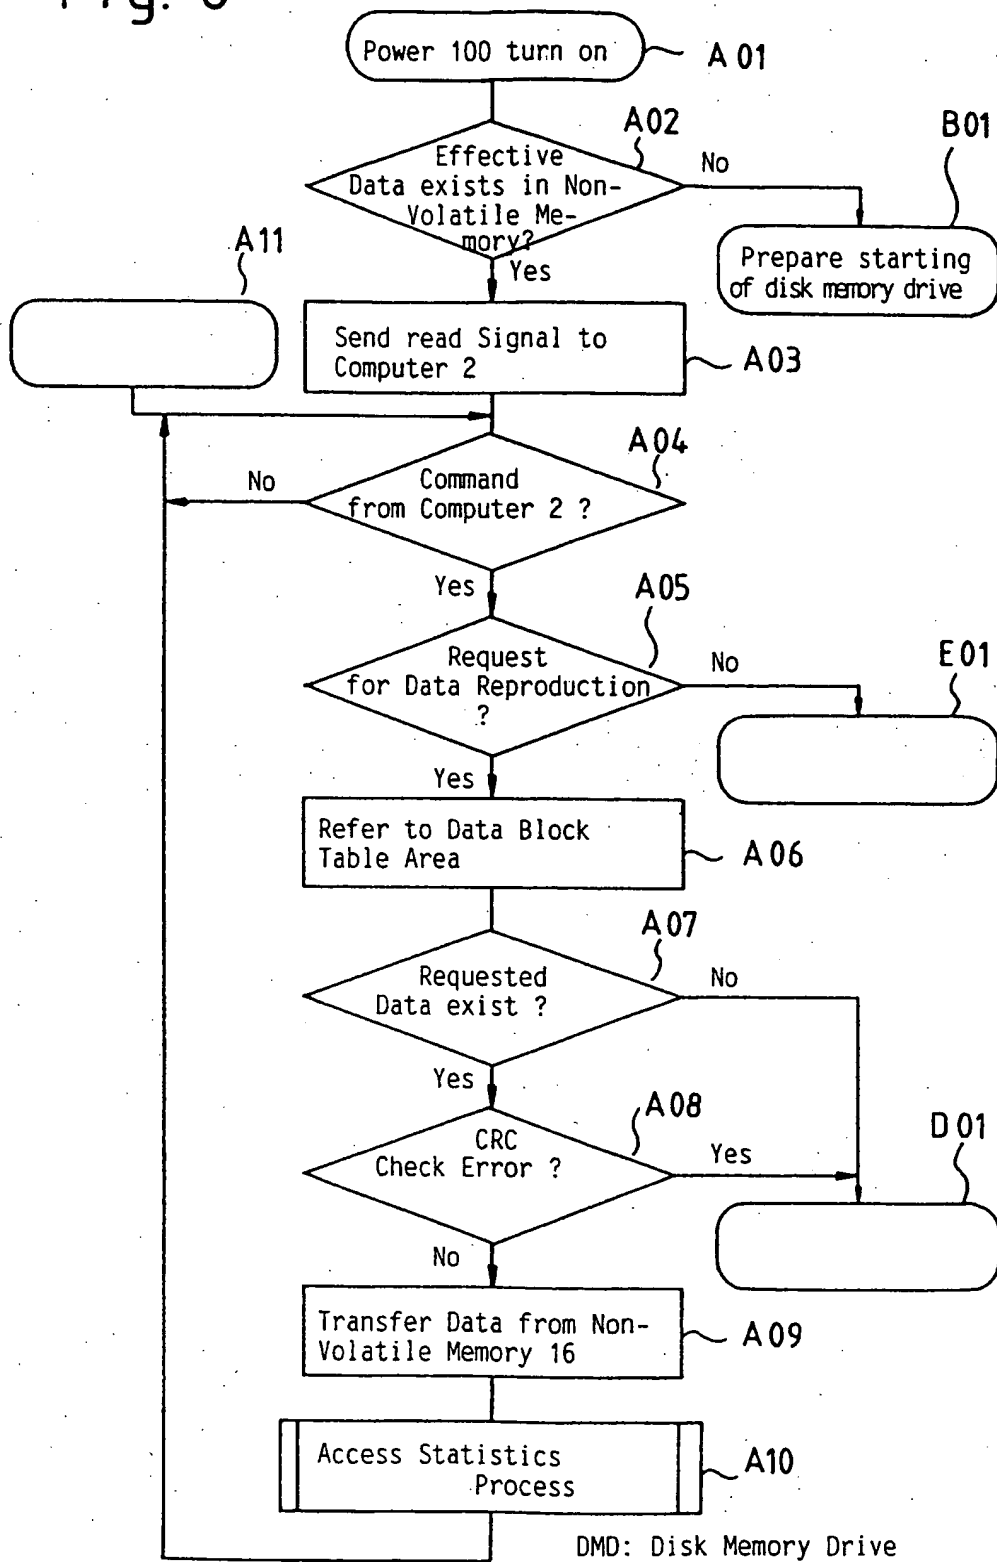 Power 100 turn on
A01
A02
Effective
Data exists in Non-
Volatile Me-
mory?
No
B01
Prepare starting
of disk memory drive
Yes
A11
Send read Signal to
Computer 2
A03
A04
Command
from Computer 2 ?
No
Yes
A05
Request
for Data Reproduction
?
No
E01
Yes
Refer to Data Block
Table Area
A06
A07
Requested
Data exist ?
No
Yes
A08
CRC
Check Error ?
Yes
D01
No
Transfer Data from Non-
Volatile Memory 16
A09
Access Statistics
Process
A10
DMD: Disk Memory Drive